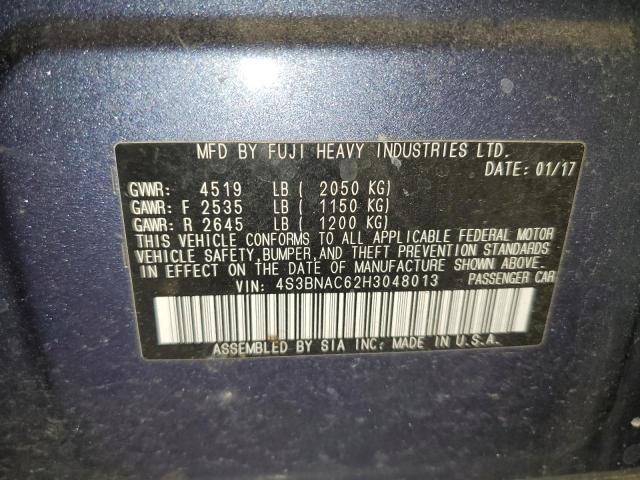 MFD BY FUJI HEAVY INDUSTRIES LTD.
DATE: 01/17
GVWR: 4519 LB ( 2050 KG)
GAWR: F 2535 LB ( 1150 KG)
GAWR: R 2645 LB ( 1200 KG)
THIS VEHICLE CONFORMS TO ALL APPLICABLE FEDERAL MOTOR
VEHICLE SAFETY, BUMPER, AND THEFT PREVENTION STANDARDS
IN EFFECT ON THE DATE OF MANUFACTURE SHOWN ABOVE.
VIN: 4S3BNAC62H3048013 PASSENGER CAR
ASSEMBLED BY SIA INC: MADE IN U.S.A.